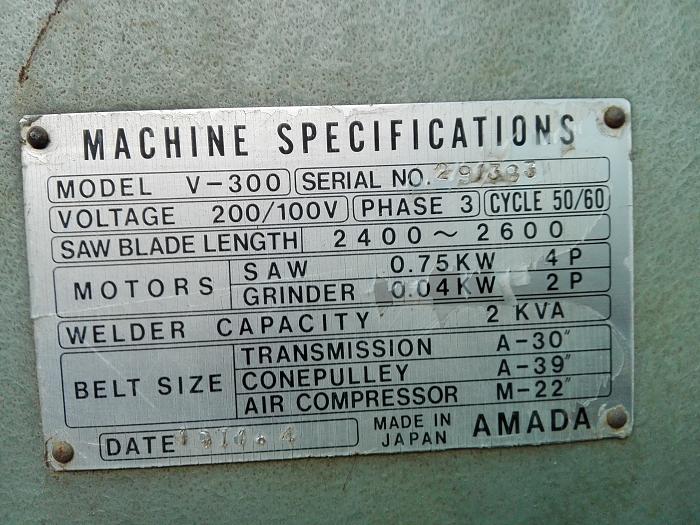 MACHINE SPECIFICATIONS
MODEL V-300 SERIAL NO.
VOLTAGE 200/100V PHASE 3 CYCLE 50/60
SAW BLADE LENGTH 2400~2600
MOTORS SAW 0.75KW 4P
GRINDER 0.04KW 2P
WELDER CAPACITY 2 KVA
BELT SIZE TRANSMISSION A-30"
CONEPULLEY A-39"
AIR COMPRESSOR M-22"
DATE
MADE IN JAPAN AMADA